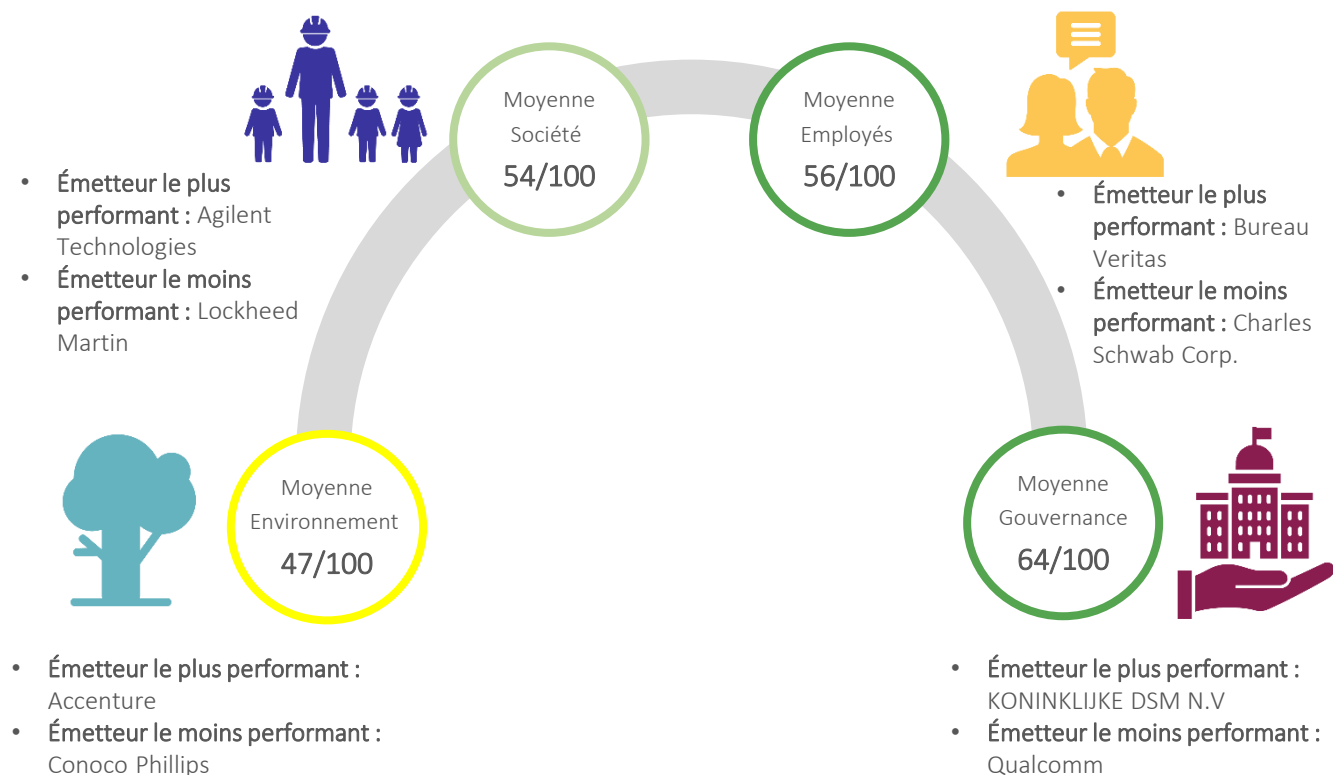 Moyenne
Société
54/100
• Émetteur le plus
performant : Agilent
Technologies
• Émetteur le moins
performant : Lockheed
Martin
Moyenne
Employés
56/100
• Émetteur le plus
performant : Bureau
Veritas
• Émetteur le moins
performant : Charles
Schwab Corp.
Moyenne
Environnement
47/100
• Émetteur le plus performant :
Accenture
• Émetteur le moins performant :
Conoco Phillips
Moyenne
Gouvernance
64/100
• Émetteur le plus performant :
KONINKLIJKE DSM N.V
• Émetteur le moins performant :
Qualcomm